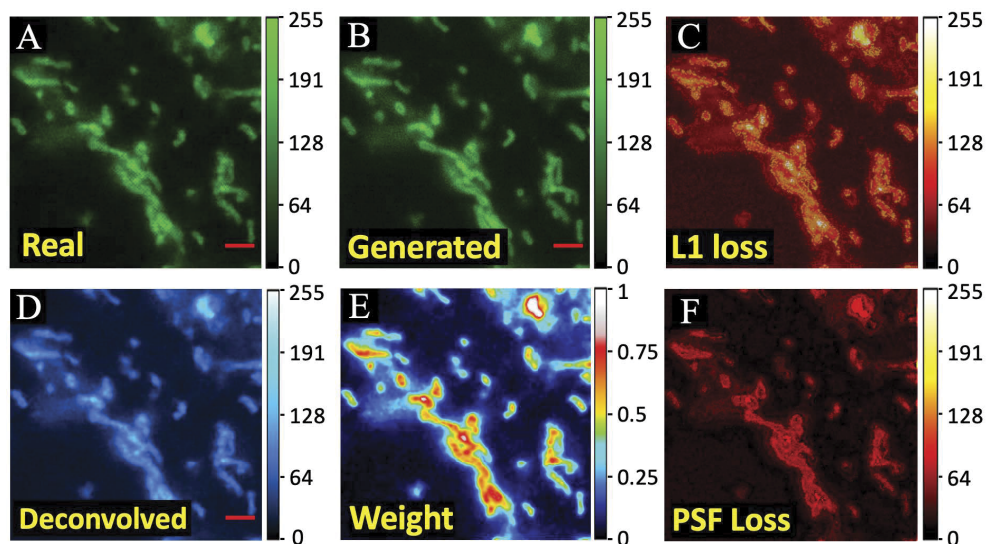 A
Real
255
191
128
64
0
B
Generated
255
191
128
64
0
C
L1 loss
255
191
128
64
0
D
Deconvolved
255
191
128
64
0
E
Weight
1
0.75
0.5
0.25
0
F
PSF Loss
255
191
128
64
0